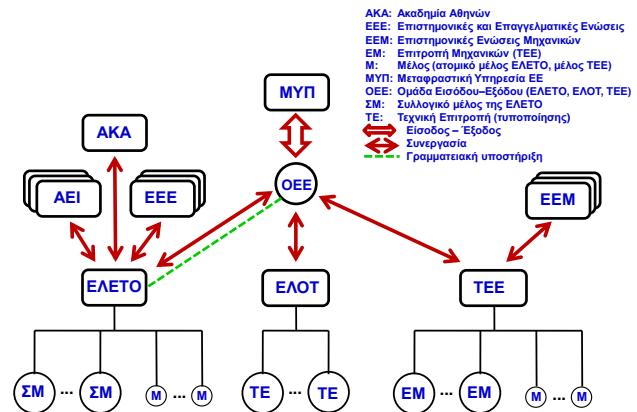 ΑΚΑ: Ακαδημία Αθηνών
ΕΕΕ: Επιστημονικές και Επαγγελματικές Ενώσεις
ΕΕΜ: Επιστημονικές Ενώσεις Μηχανικών
ΕΜ: Επιτροπή Μηχανικών (ΤΕΕ)
Μ: Μέλος (ατομικό μέλος ΕΛΕΤΟ, μέλος ΤΕΕ)
ΜΥΠ: Μεταφραστική Υπηρεσία ΕΕ
ΟΕΕ: Ομάδα Εισόδου–Εξόδου (ΕΛΕΤΟ, ΕΛΟΤ, ΤΕΕ)
ΣΜ: Συλλογικό μέλος της ΕΛΕΤΟ
ΤΕ: Τεχνική Επιτροπή (τυποποίησης)
Είσοδος – Έξοδος
Συνεργασία
Γραμματειακή υποστήριξη
ΜΥΠ
ΑΚΑ
ΟΕΕ
ΑΕΙ ΕΕΕ ΕΕΜ
ΕΛΕΤΟ ΕΛΟΤ ΤΕΕ
ΣΜ ... ΣΜ Μ ... Μ ΤΕ ... ΤΕ ΕΜ ... ΕΜ Μ ... Μ